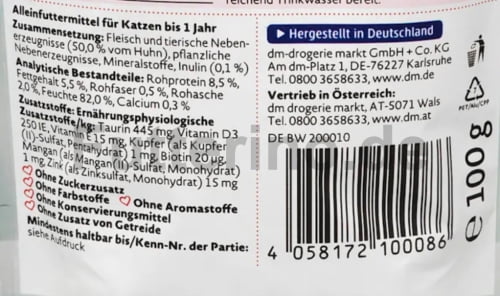 reichend Trinkwasser bereit.
Alleinfuttermittel für Katzen bis 1 Jahr
Zusammensetzung: Fleisch und tierische Neben-
erzeugnisse (50,0 % vom Huhn), pflanzliche
Nebenerzeugnisse, Mineralstoffe, Inulin (0,1 %)
Analytische Bestandteile: Rohprotein 8,5 %,
Fettgehalt 5,5 %, Rohfaser 0,5 %, Rohasche
2,0 %, Feuchte 82,0 %, Calcium 0,3 %
Zusatzstoffe: Ernährungsphysiologische
Zusatzstoffe/kg: Taurin 445 mg, Vitamin D3
250 IE, Vitamin E 15 mg, Kupfer (Kupfer
(II)-Sulfat, Pentahydrat) 1 mg, Biotin 20 µg,
Mangan (als Mangan(II)-Sulfat, Monohydrat)
1 mg, Zink (als Zinksulfat, Monohydrat) 15 mg
Ohne Zuckerzusatz
Ohne Farbstoffe Ohne Aromastoffe
Ohne Konservierungsmittel
Ohne Zusatz von Getreide
Mindestens haltbar bis/Kenn-Nr. der Partie:
siehe Aufdruck
Hergestellt in Deutschland
dm-drogerie markt GmbH + Co. KG
Am dm-Platz 1, DE-76227 Karlsruhe
Tel. 0800 3658633, www.dm.de
Vertrieb in Österreich:
dm drogerie markt, AT-5071 Wals
Tel. 0800 3658633, www.dm.at
DE BW 200010
4 058172 100086
PET/Alu/CPP
e 100 g